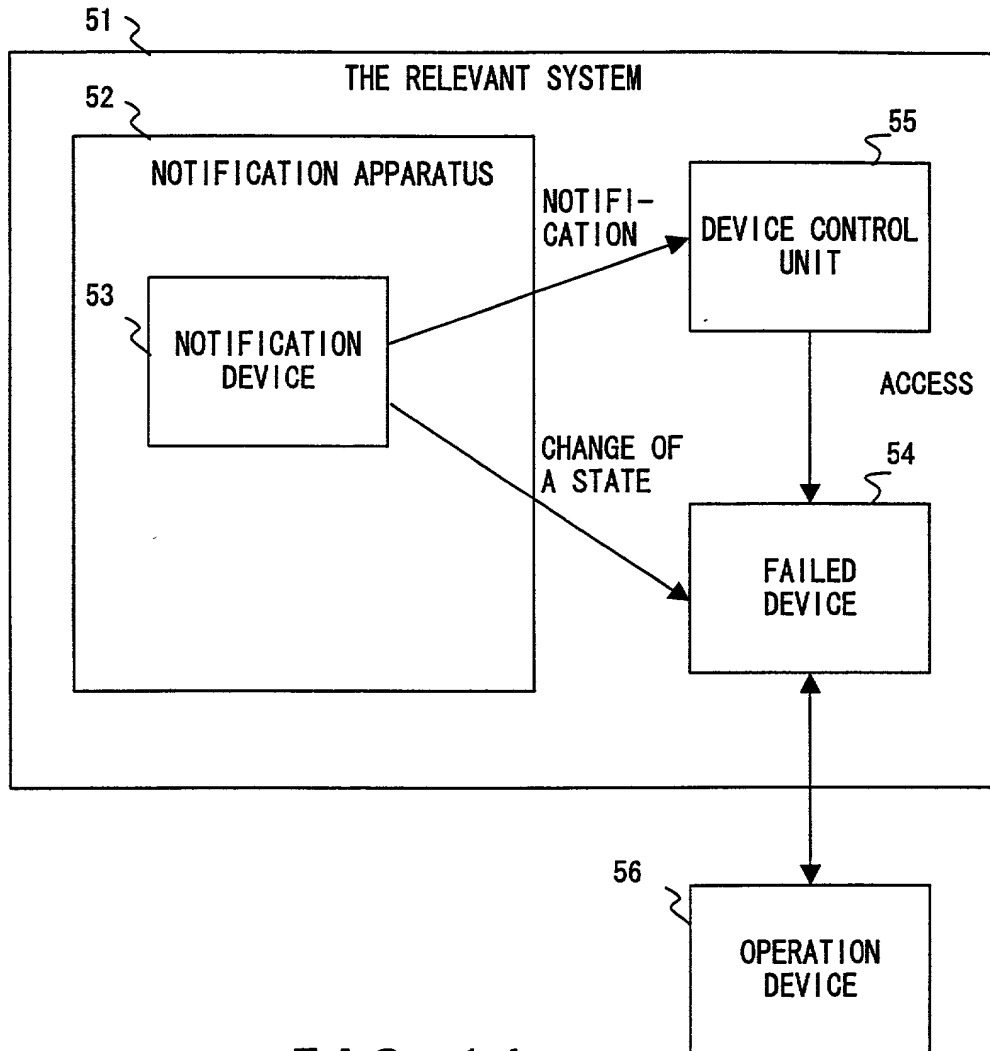 51
THE RELEVANT SYSTEM
52
NOTIFICATION APPARATUS
55
NOTIFI-
CATION
DEVICE CONTROL
UNIT
53
NOTIFICATION
DEVICE
ACCESS
CHANGE OF
A STATE
54
FAILED
DEVICE
56
OPERATION
DEVICE